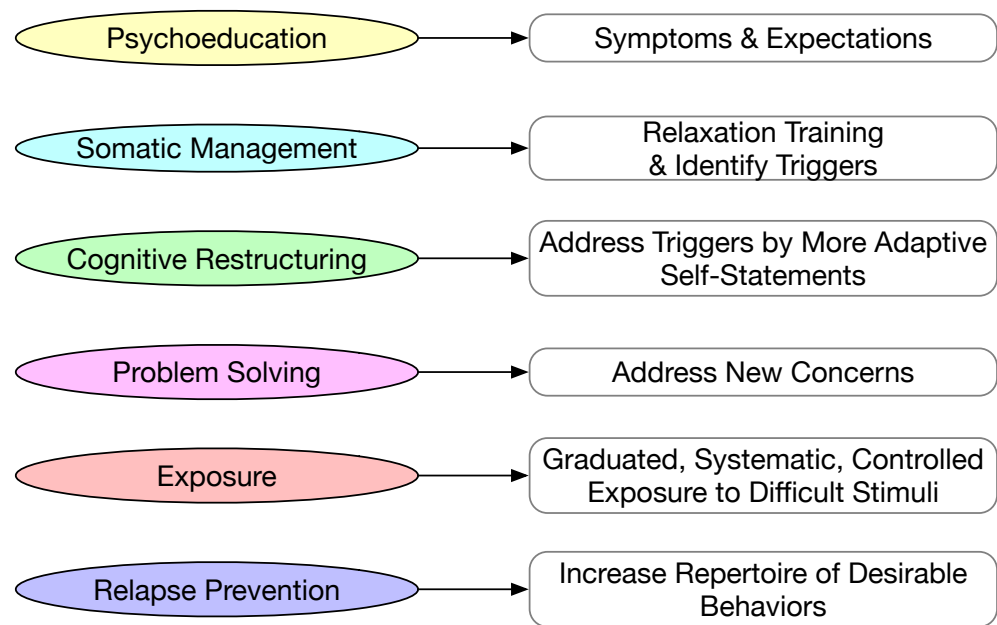 Psychoeducation
Symptoms & Expectations
Somatic Management
Relaxation Training
& Identify Triggers
Cognitive Restructuring
Address Triggers by More Adaptive
Self-Statements
Problem Solving
Address New Concerns
Exposure
Graduated, Systematic, Controlled
Exposure to Difficult Stimuli
Relapse Prevention
Increase Repertoire of Desirable
Behaviors